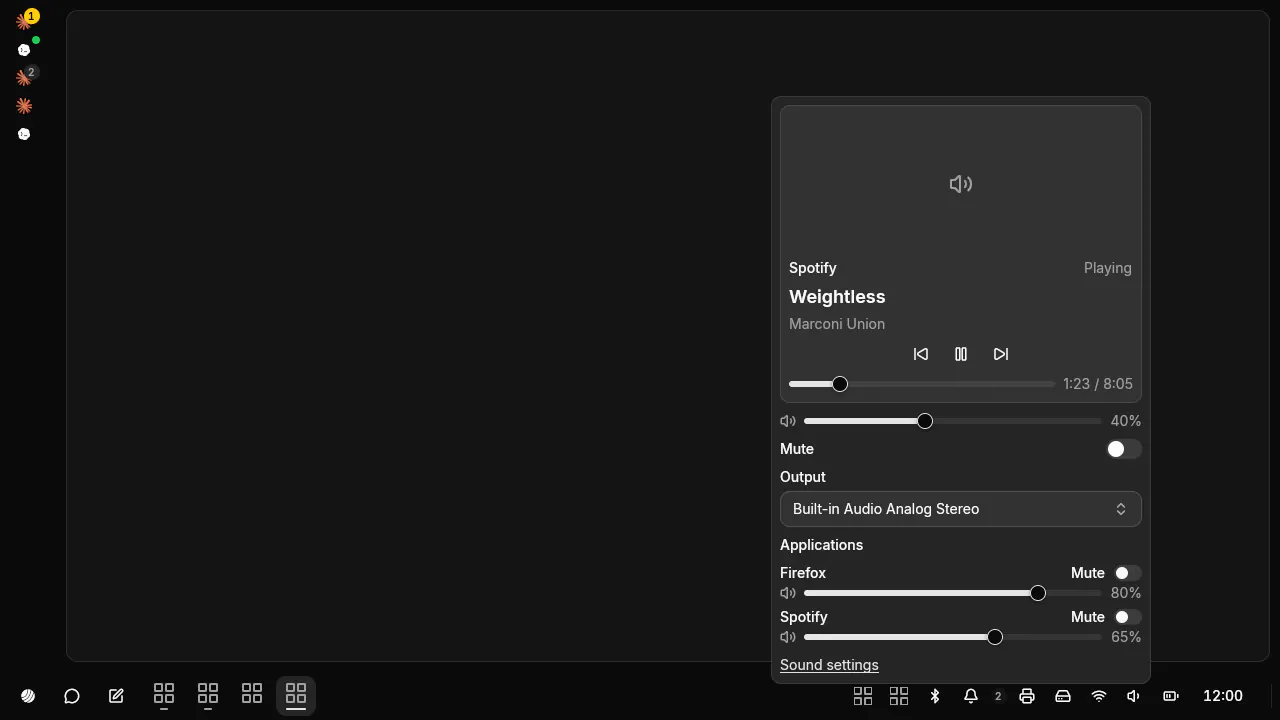 1
2
Spotify
Playing
Weightless
Marconi Union
1:23 / 8:05
40%
Mute
Output
Built-in Audio Analog Stereo
Applications
Firefox
Mute
80%
Spotify
Mute
65%
Sound settings
2
12:00